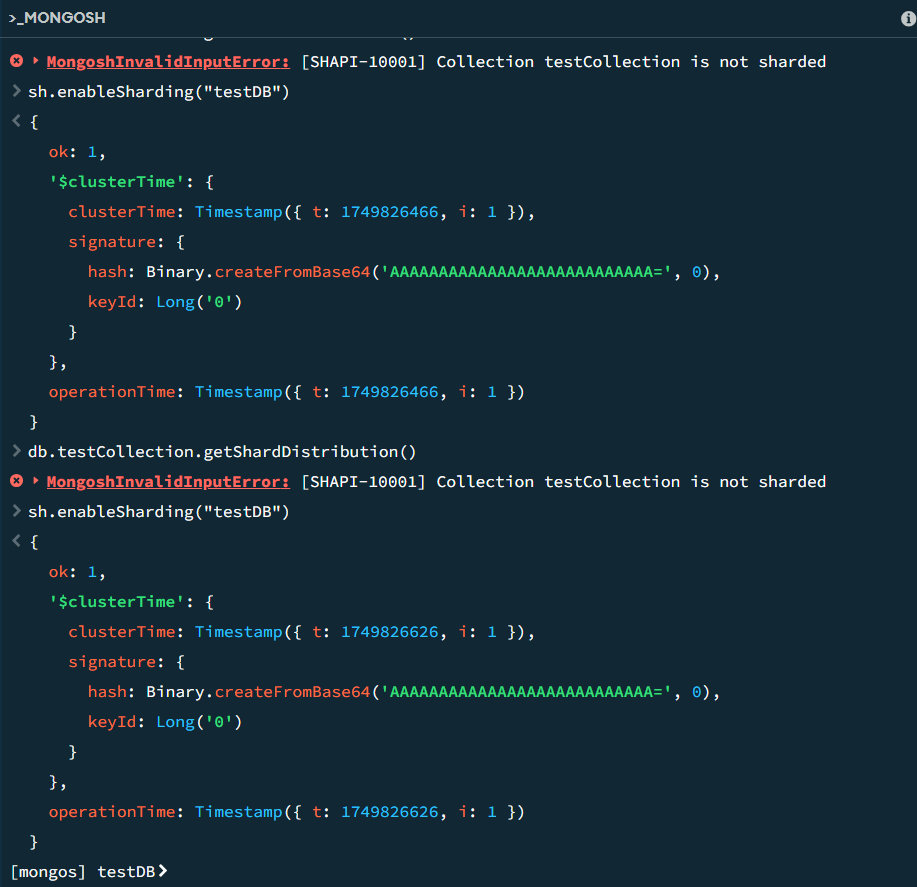 >_MONGOSH
MongoshInvalidInputError: [SHAPI-10001] Collection testCollection is not sharded
> sh.enableSharding("testDB")
< {
ok: 1,
'$clusterTime': {
clusterTime: Timestamp({ t: 1749826466, i: 1 }),
signature: {
hash: Binary.createFromBase64('AAAAAAAAAAAAAAAAAAAAAAAAAAA=', 0),
keyId: Long('0')
}
},
operationTime: Timestamp({ t: 1749826466, i: 1 })
}
> db.testCollection.getShardDistribution()
MongoshInvalidInputError: [SHAPI-10001] Collection testCollection is not sharded
> sh.enableSharding("testDB")
< {
ok: 1,
'$clusterTime': {
clusterTime: Timestamp({ t: 1749826626, i: 1 }),
signature: {
hash: Binary.createFromBase64('AAAAAAAAAAAAAAAAAAAAAAAAAAA=', 0),
keyId: Long('0')
}
},
operationTime: Timestamp({ t: 1749826626, i: 1 })
}
[mongos] testDB>